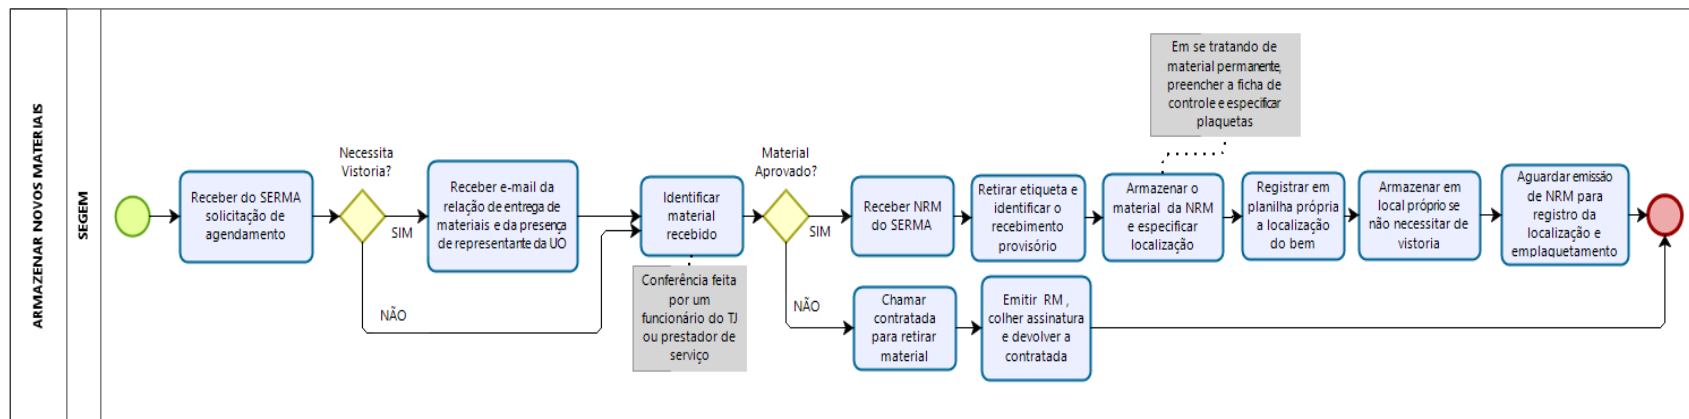 ARMAZENAR NOVOS MATERIAIS
SEGEM
Receber do SERMA
solicitação de
agendamento
Necessita
Vistoria?
SIM
NÃO
Receber e-mail da
relação de entrega de
materiais e da presença
de representante da UO
Identificar
material
recebido
Conferência feita
por um
funcionário do TJ
ou prestador de
serviço
Material
Aprovado?
SIM
NÃO
Receber NRM
do SERMA
Retirar etiqueta e
identificar o
recebimento
provisório
Em se tratando de
material permanente,
preencher a ficha de
controle e especificar
plaquetas
Armazenar o
material da NRM
e especificar
localização
Registrar em
planilha própria
a localização
do bem
Armazenar em
local próprio se
não necessitar de
vistoria
Aguardar emissão
de NRM para
registro da
localização e
emplaquetamento
Chamar
contratada
para retirar
material
Emitir RM ,
colher assinatura
e devolver a
contratada